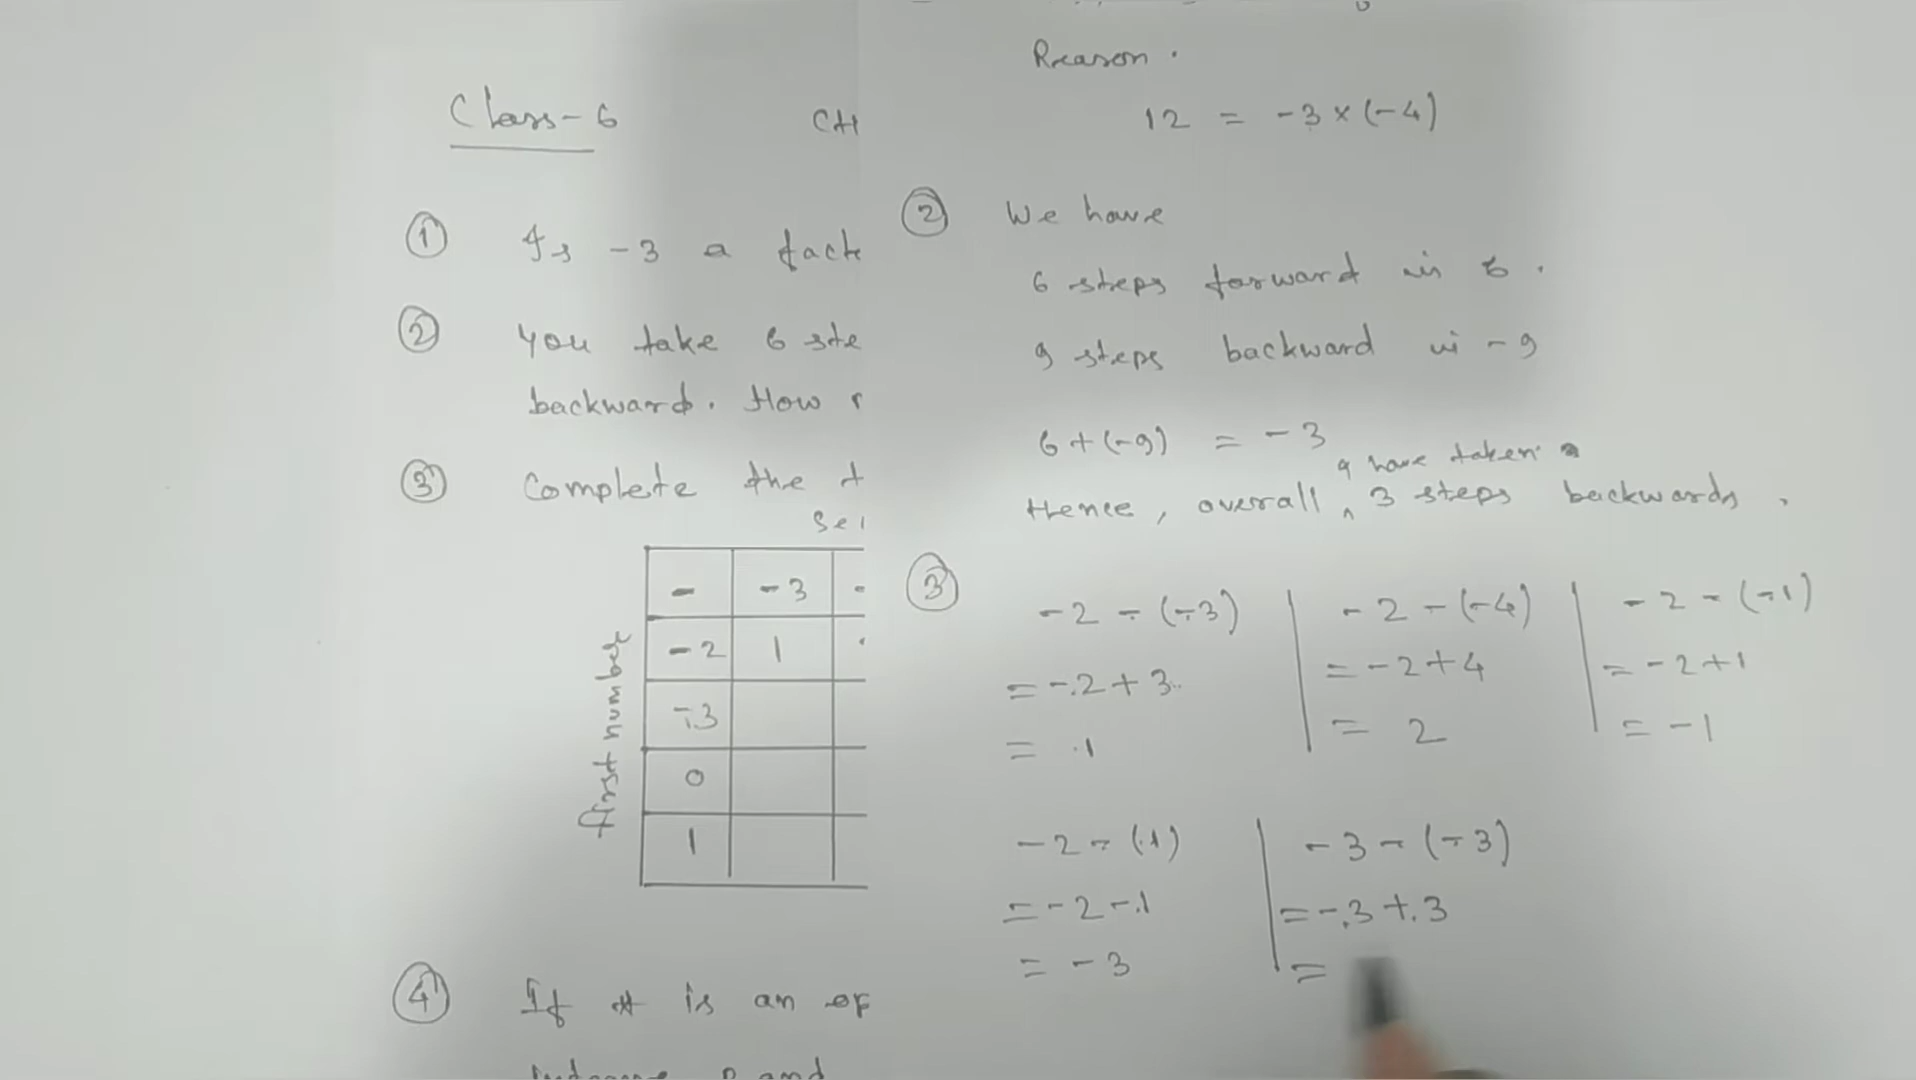 Class-6 CH
① Is -3 a fact
② You take 6 ste
backward. How
③ Complete the t
Se
First number
- -3
-2 1
-3
0
1
④ If * is an op
and
Reason.
12 = -3 × (-4)
② We have
6 steps forward is 6.
9 steps backward is -9
6 + (-9) = -3
I have taken
Hence, overall ^ 3 steps backwards.
③ -2 - (-3)
= -2 + 3
= 1
-2 - (-4)
= -2 + 4
= 2
-2 - (-1)
= -2 + 1
= -1
-2 - (1)
= -2 - 1
= -3
-3 - (-3)
= -3 + 3
=